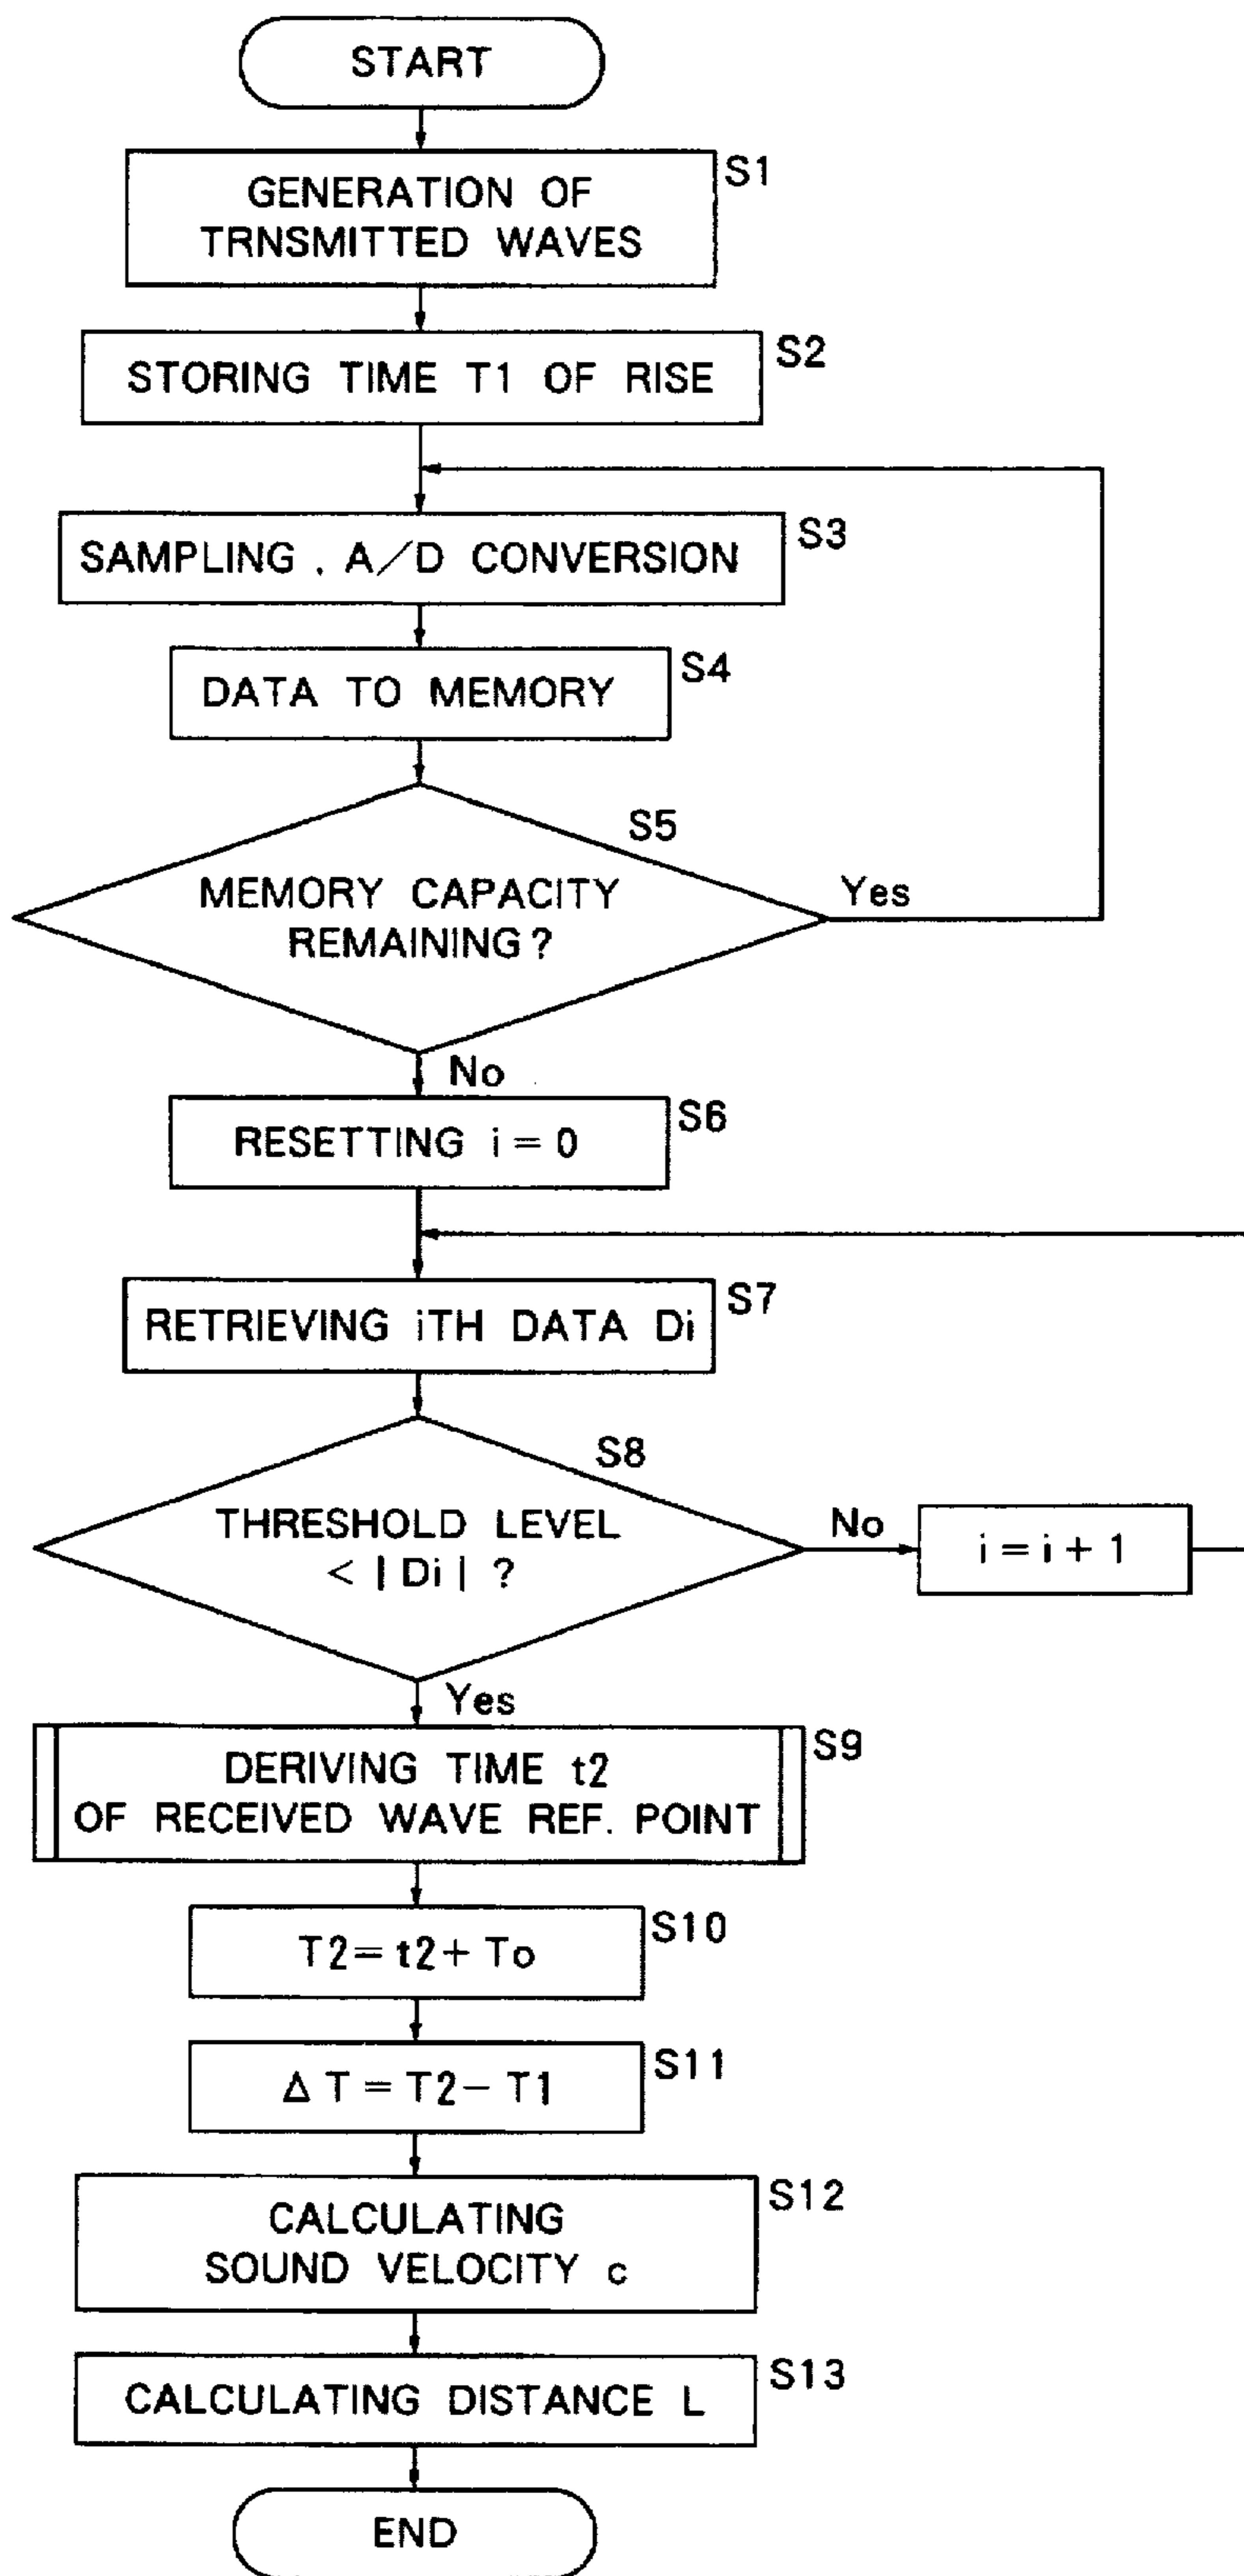 START
S1
GENERATION OF
TRNSMITTED WAVES
S2
STORING TIME T1 OF RISE
S3
SAMPLING . A/D CONVERSION
S4
DATA TO MEMORY
S5
MEMORY CAPACITY
REMAINING?
Yes
No
S6
RESETTING i = 0
S7
RETRIEVING iTH DATA Di
S8
THRESHOLD LEVEL
< | Di | ?
No
i = i + 1
Yes
S9
DERIVING TIME t2
OF RECEIVED WAVE REF. POINT
S10
T2 = t2 + To
S11
Δ T = T2 - T1
S12
CALCULATING
SOUND VELOCITY c
S13
CALCULATING DISTANCE L
END